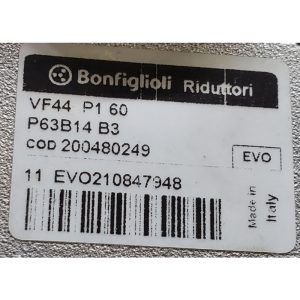 Bonfiglioli Riduttori
VF44 P1 60
P63B14 B3
COD 200480249
EVO
11 EVO210847948
Made in
Italy